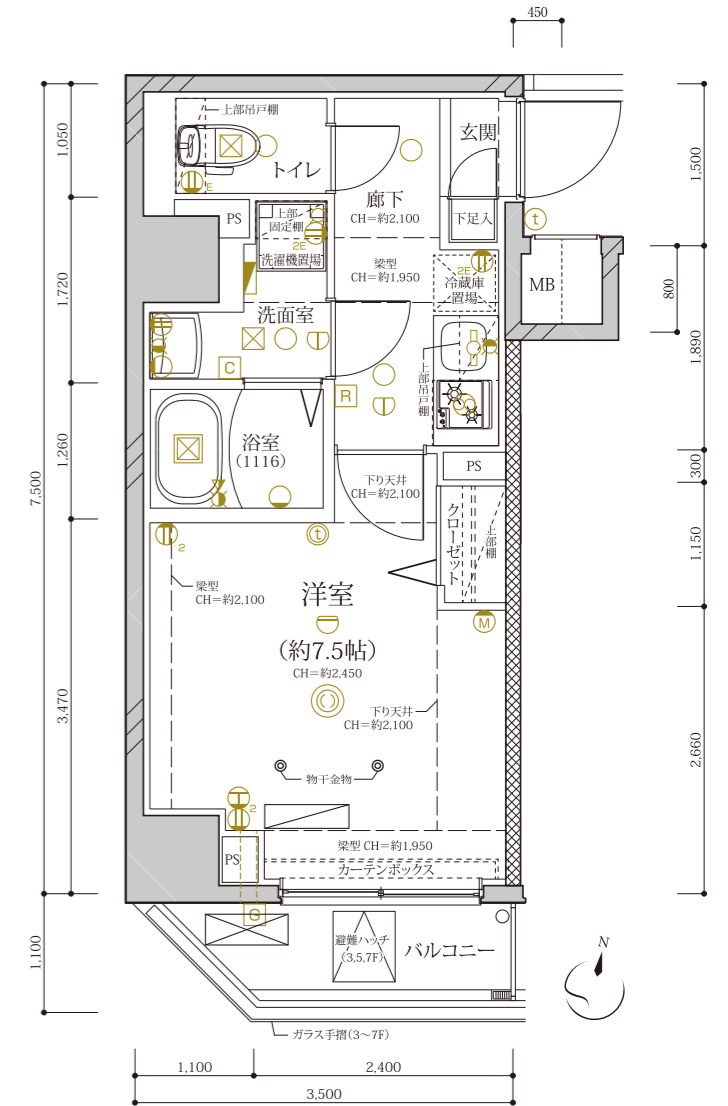 450
1,050
1,720
1,260
7,500
3,470
1,100
1,500
800
1,890
300
1,150
2,660
上部吊戸棚
トイレ
E
玄関
廊下
CH=約2,100
下足入
t
PS
上部
固定棚
2E
洗濯機置場
梁型
CH=約1,950
2E
冷蔵庫
置場
MB
洗面室
C
R
上部吊戸棚
浴室
(1116)
下り天井
CH=約2,100
PS
クローゼット
上部棚
2
t
梁型
CH=約2,100
洋室
(約7.5帖)
CH=約2,450
M
下り天井
CH=約2,100
物干金物
2
PS
梁型 CH=約1,950
カーテンボックス
G
避難ハッチ
(3,5,7F)
バルコニー
N
ガラス手摺(3〜7F)
1,100
2,400
3,500